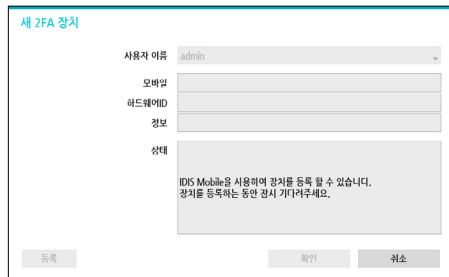 새 2FA 장치
사용자 이름 admin
모바일
하드웨어ID
정보
상태
IDIS Mobile을 사용하여 장치를 등록 할 수 있습니다.
장치를 등록하는 동안 잠시 기다려주세요.
등록 확인 취소